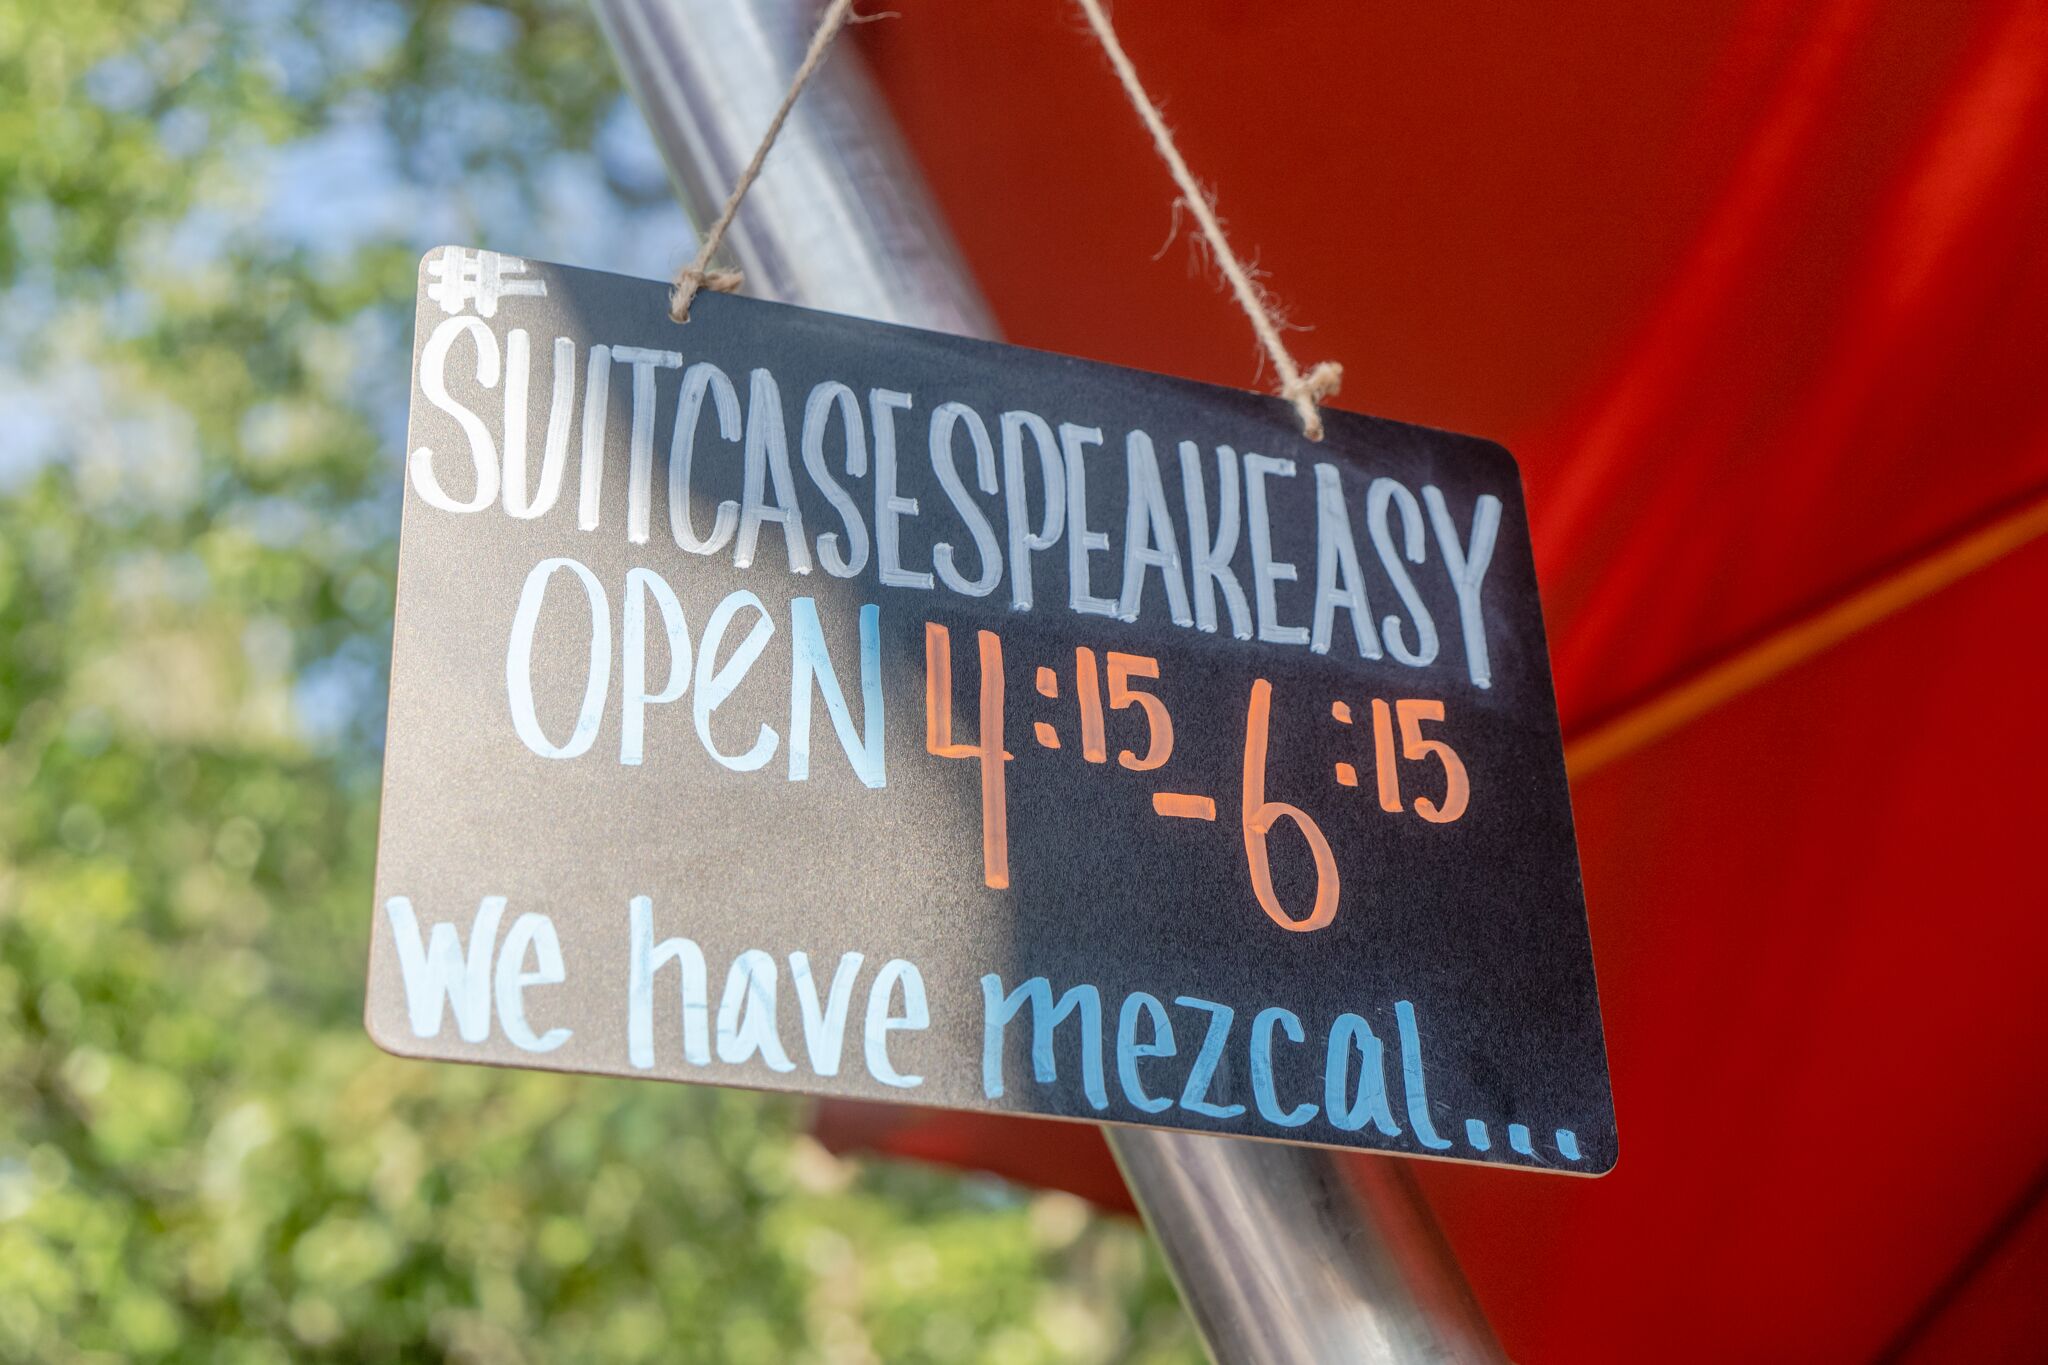 #
SUITCASESPEAKEASY
OPeN 4:15-6:15
we have mezcal...